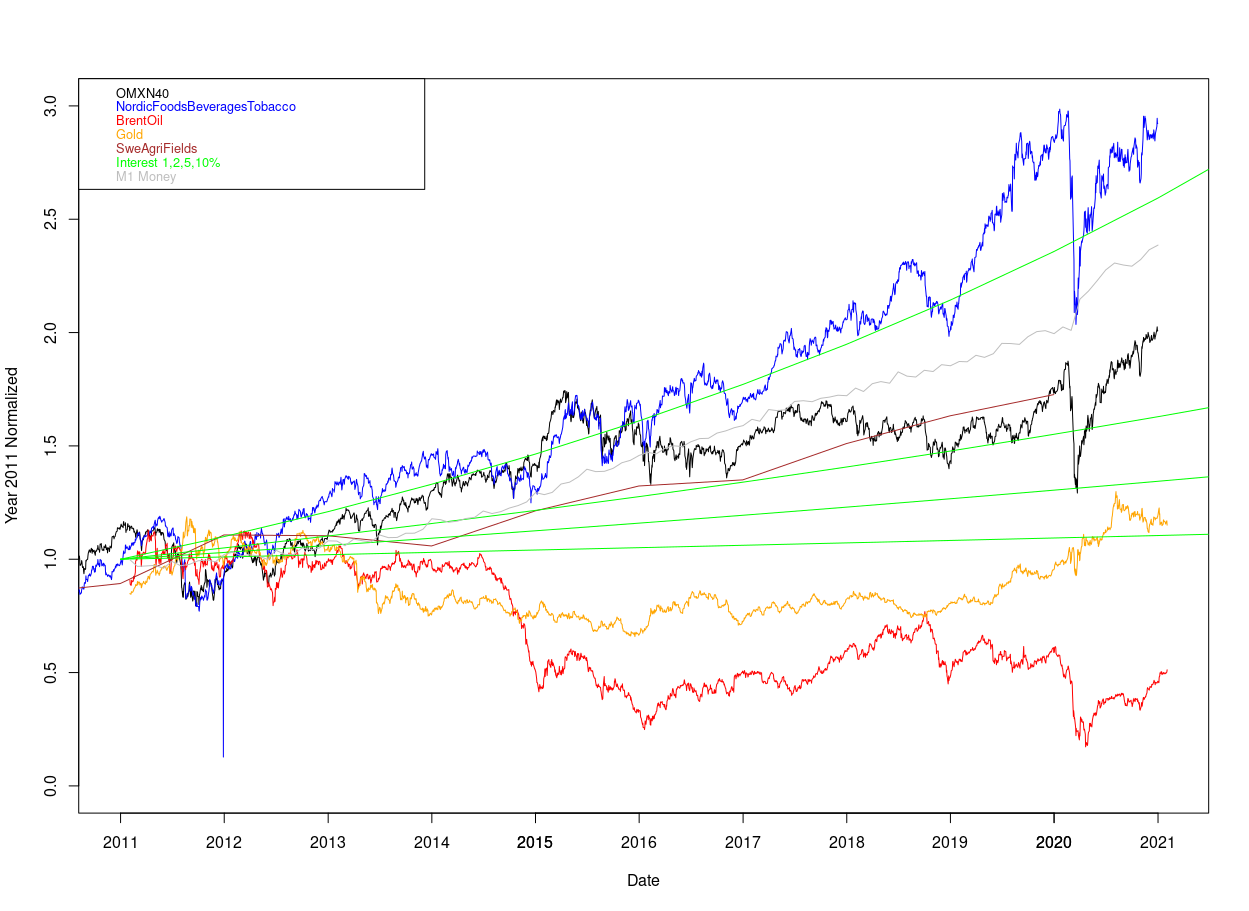 OMXN40
NordicFoodsBeveragesTobacco
BrentOil
Gold
SweAgriFields
Interest 1,2,5,10%
M1 Money
3.0
2.5
2.0
1.5
1.0
0.5
0.0
Year 2011 Normalized
2011 2012 2013 2014 2015 2016 2017 2018 2019 2020 2021
Date